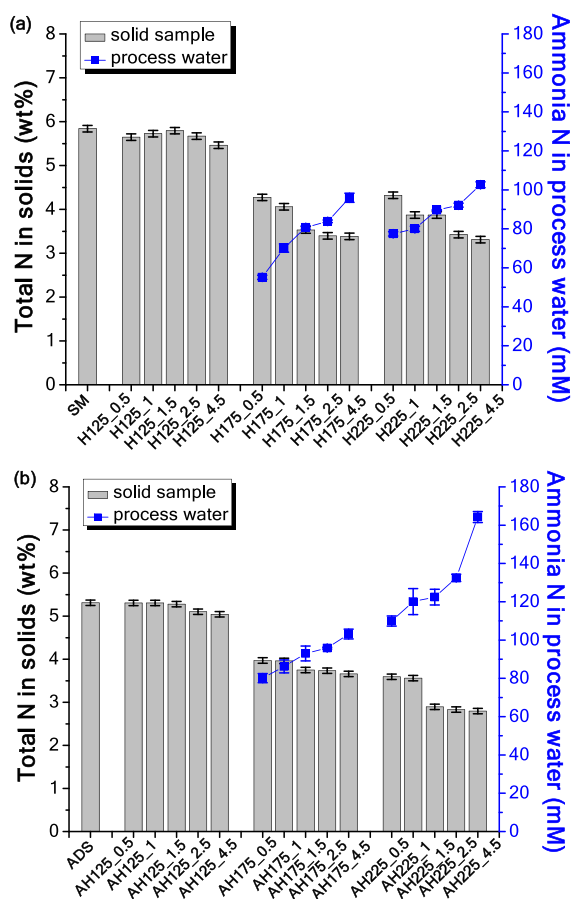 (a)
solid sample
process water
Total N in solids (wt%)
8
7
6
5
4
3
2
1
0
180
160
140
120
100
80
60
40
20
0
Ammonia N in process water (mM)
SM
H125_0.5
H125_1
H125_1.5
H125_2.5
H125_4.5
H175_0.5
H175_1
H175_1.5
H175_2.5
H175_4.5
H225_0.5
H225_1
H225_1.5
H225_2.5
H225_4.5
(b)
solid sample
process water
Total N in solids (wt%)
8
7
6
5
4
3
2
1
0
180
160
140
120
100
80
60
40
20
0
Ammonia N in process water (mM)
ADS
AH125_0.5
AH125_1
AH125_1.5
AH125_2.5
AH125_4.5
AH175_0.5
AH175_1
AH175_1.5
AH175_2.5
AH175_4.5
AH225_0.5
AH225_1
AH225_1.5
AH225_2.5
AH225_4.5